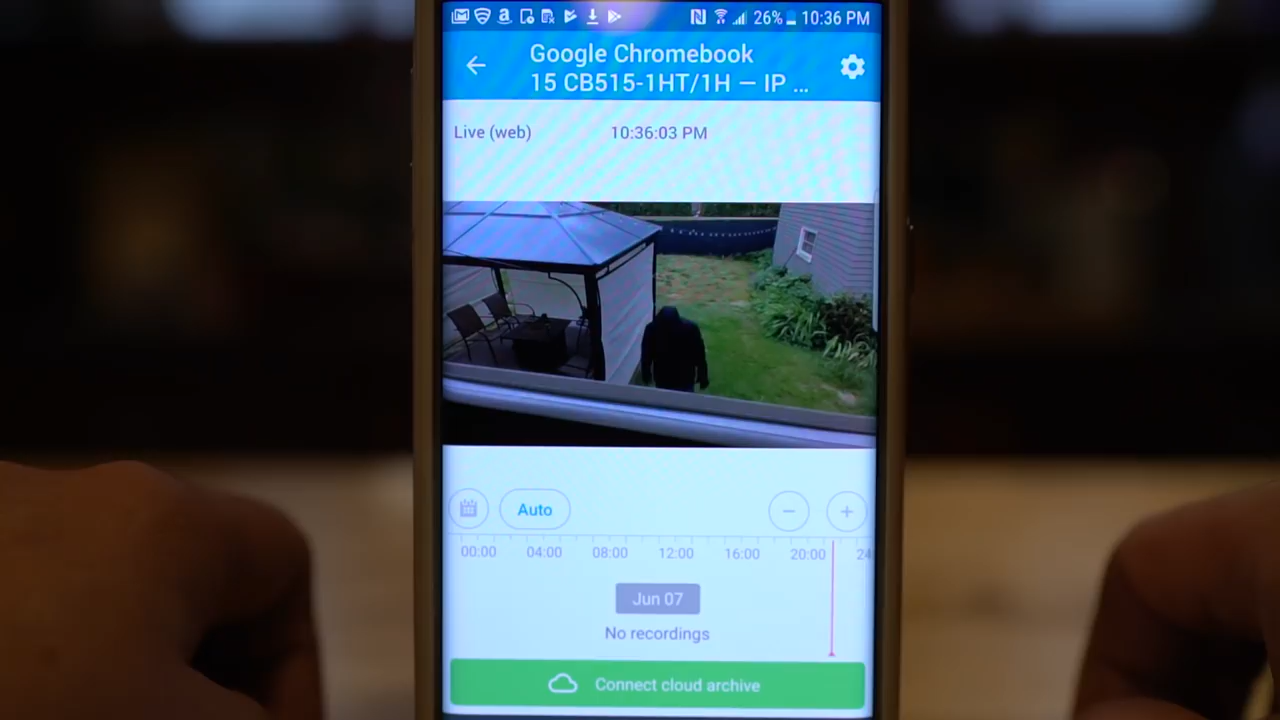 26% 10:36 PM
Google Chromebook
15 CB515-1HT/1H — IP ...
Live (web) 10:36:03 PM
Auto
00:00 04:00 08:00 12:00 16:00 20:00 24
Jun 07
No recordings
Connect cloud archive